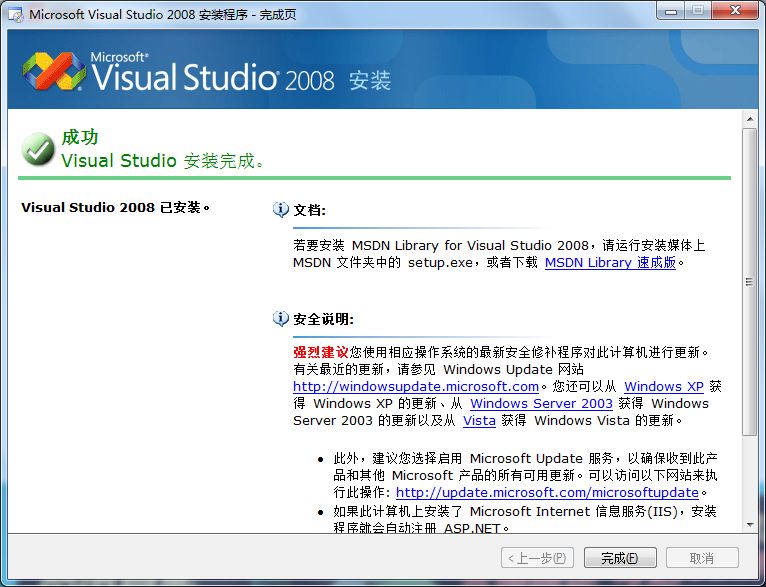 Microsoft Visual Studio 2008 安装程序 - 完成页
Microsoft®
Visual Studio® 2008 安装
成功
Visual Studio 安装完成。
Visual Studio 2008 已安装。
文档:
若要安装 MSDN Library for Visual Studio 2008，请运行安装媒体上
MSDN 文件夹中的 setup.exe，或者下载 MSDN Library 速成版。
安全说明:
强烈建议您使用相应操作系统的最新安全修补程序对此计算机进行更新。
有关最近的更新，请参见 Windows Update 网站
http://windowsupdate.microsoft.com。您还可以从 Windows XP 获
得 Windows XP 的更新、从 Windows Server 2003 获得 Windows
Server 2003 的更新以及从 Vista 获得 Windows Vista 的更新。
• 此外，建议您选择启用 Microsoft Update 服务，以确保收到此产
品和其他 Microsoft 产品的所有可用更新。可以访问以下网站来执
行此操作: http://update.microsoft.com/microsoftupdate。
• 如果此计算机上安装了 Microsoft Internet 信息服务(IIS)，安装
程序就会自动注册 ASP.NET。
<上一步(P)
完成(F)
取消